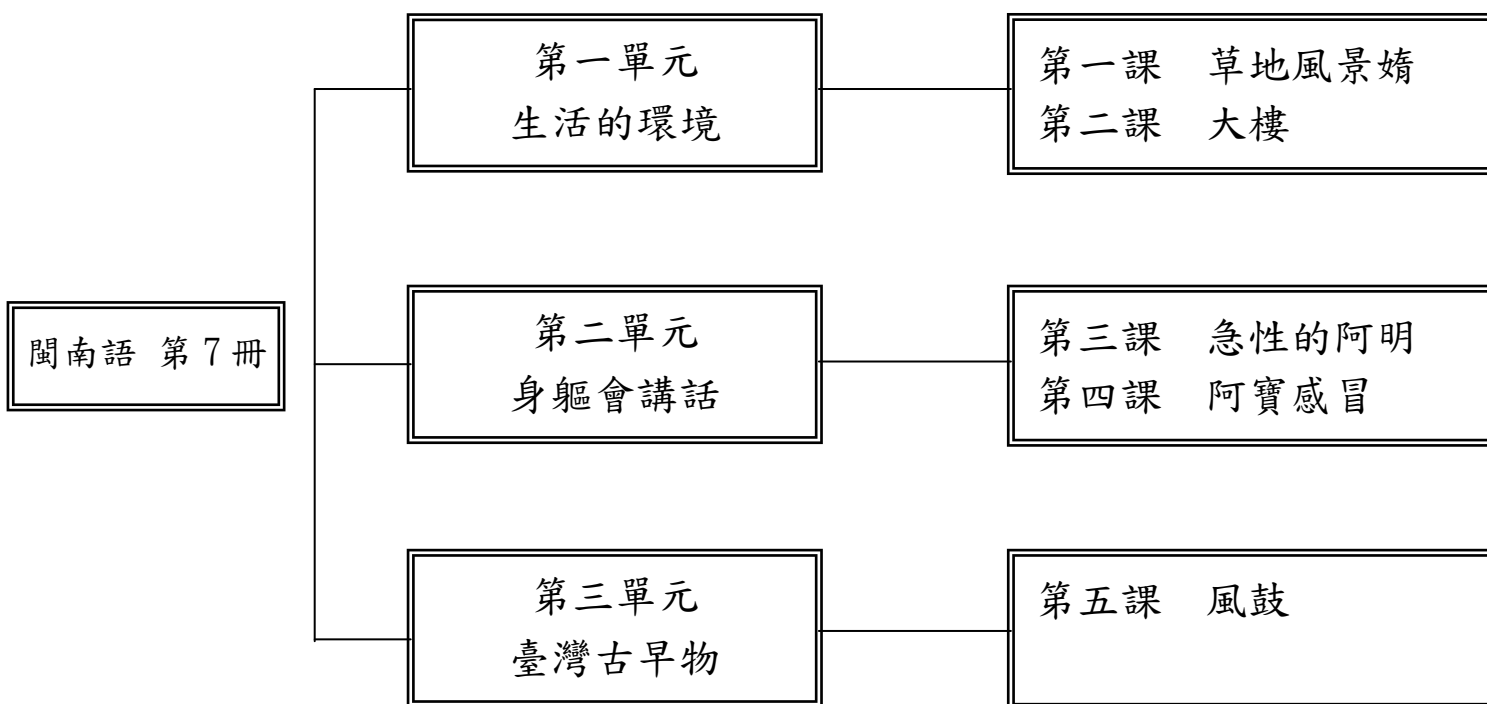 閩南語 第7冊
第一單元
生活的環境
第一課 草地風景媠
第二課 大樓
第二單元
身軀會講話
第三課 急性的阿明
第四課 阿寶感冒
第三單元
臺灣古早物
第五課 風鼓